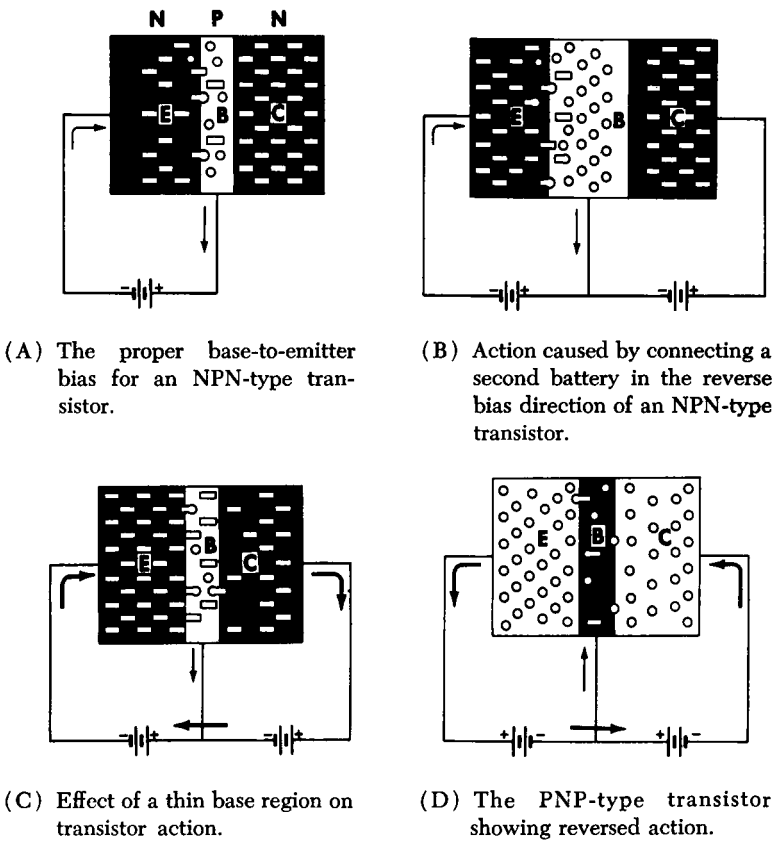 N P N
E B C
- +
(A) The proper base-to-emitter
bias for an NPN-type tran-
sistor.
E B C
- + - +
(B) Action caused by connecting a
second battery in the reverse
bias direction of an NPN-type
transistor.
E B C
- + - +
(C) Effect of a thin base region on
transistor action.
E B C
+ - + -
(D) The PNP-type transistor
showing reversed action.